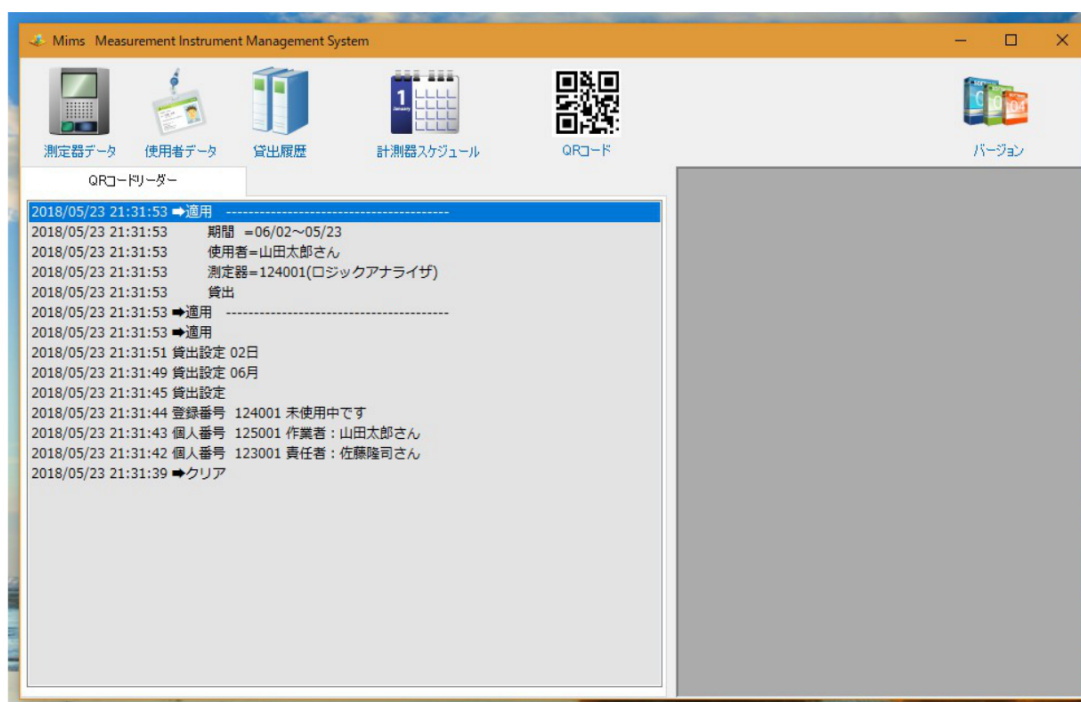 Mims Measurement Instrument Management System
測定器データ 使用者データ 貸出履歴 計測器スケジュール QRコード バージョン
QRコードリーダー
2018/05/23 21:31:53 ➡適用 ----------------------------------------
2018/05/23 21:31:53 期間 =06/02~05/23
2018/05/23 21:31:53 使用者=山田太郎さん
2018/05/23 21:31:53 測定器=124001(ロジックアナライザ)
2018/05/23 21:31:53 貸出
2018/05/23 21:31:53 ➡適用 ----------------------------------------
2018/05/23 21:31:53 ➡適用
2018/05/23 21:31:51 貸出設定 02日
2018/05/23 21:31:49 貸出設定 06月
2018/05/23 21:31:45 貸出設定
2018/05/23 21:31:44 登録番号 124001 未使用中です
2018/05/23 21:31:43 個人番号 125001 作業者:山田太郎さん
2018/05/23 21:31:42 個人番号 123001 責任者:佐藤隆司さん
2018/05/23 21:31:39 ➡クリア